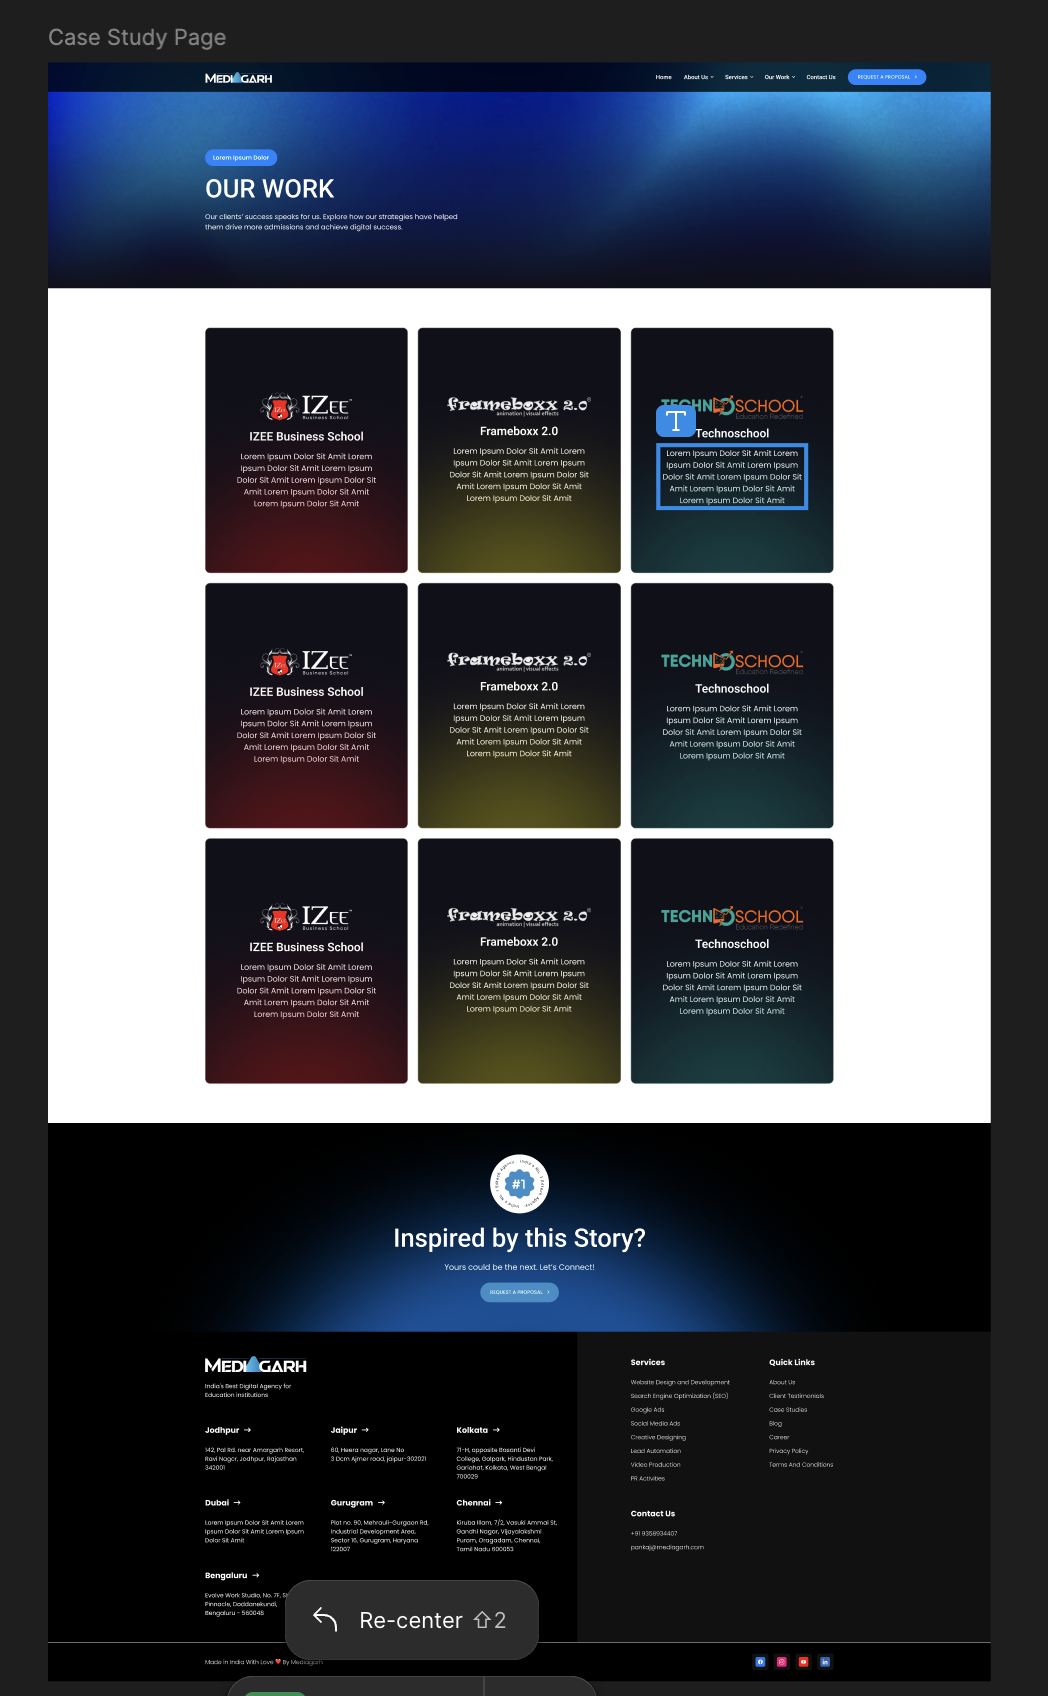 Case Study Page
MEDIAGARH
Home About Us Services Our Work Contact Us REQUEST A PROPOSAL
Lorem Ipsum Dolor
OUR WORK
Our clients' success speaks for us. Explore how our strategies have helped
them drive more admissions and achieve digital success.
IZEE™
Business School
IZEE Business School
Lorem Ipsum Dolor Sit Amit Lorem
Ipsum Dolor Sit Amit Lorem Ipsum
Dolor Sit Amit Lorem Ipsum Dolor Sit
Amit Lorem Ipsum Dolor Sit Amit
Lorem Ipsum Dolor Sit Amit
frameboxx 2.0®
animation | visual effects
Frameboxx 2.0
Lorem Ipsum Dolor Sit Amit Lorem
Ipsum Dolor Sit Amit Lorem Ipsum
Dolor Sit Amit Lorem Ipsum Dolor Sit
Amit Lorem Ipsum Dolor Sit Amit
Lorem Ipsum Dolor Sit Amit
TECHNOSCHOOL
Education Redefined
T
Technoschool
Lorem Ipsum Dolor Sit Amit Lorem
Ipsum Dolor Sit Amit Lorem Ipsum
Dolor Sit Amit Lorem Ipsum Dolor Sit
Amit Lorem Ipsum Dolor Sit Amit
Lorem Ipsum Dolor Sit Amit
IZEE™
Business School
IZEE Business School
Lorem Ipsum Dolor Sit Amit Lorem
Ipsum Dolor Sit Amit Lorem Ipsum
Dolor Sit Amit Lorem Ipsum Dolor Sit
Amit Lorem Ipsum Dolor Sit Amit
Lorem Ipsum Dolor Sit Amit
frameboxx 2.0®
animation | visual effects
Frameboxx 2.0
Lorem Ipsum Dolor Sit Amit Lorem
Ipsum Dolor Sit Amit Lorem Ipsum
Dolor Sit Amit Lorem Ipsum Dolor Sit
Amit Lorem Ipsum Dolor Sit Amit
Lorem Ipsum Dolor Sit Amit
TECHNOSCHOOL
Education Redefined
Technoschool
Lorem Ipsum Dolor Sit Amit Lorem
Ipsum Dolor Sit Amit Lorem Ipsum
Dolor Sit Amit Lorem Ipsum Dolor Sit
Amit Lorem Ipsum Dolor Sit Amit
Lorem Ipsum Dolor Sit Amit
IZEE™
Business School
IZEE Business School
Lorem Ipsum Dolor Sit Amit Lorem
Ipsum Dolor Sit Amit Lorem Ipsum
Dolor Sit Amit Lorem Ipsum Dolor Sit
Amit Lorem Ipsum Dolor Sit Amit
Lorem Ipsum Dolor Sit Amit
frameboxx 2.0®
animation | visual effects
Frameboxx 2.0
Lorem Ipsum Dolor Sit Amit Lorem
Ipsum Dolor Sit Amit Lorem Ipsum
Dolor Sit Amit Lorem Ipsum Dolor Sit
Amit Lorem Ipsum Dolor Sit Amit
Lorem Ipsum Dolor Sit Amit
TECHNOSCHOOL
Education Redefined
Technoschool
Lorem Ipsum Dolor Sit Amit Lorem
Ipsum Dolor Sit Amit Lorem Ipsum
Dolor Sit Amit Lorem Ipsum Dolor Sit
Amit Lorem Ipsum Dolor Sit Amit
Lorem Ipsum Dolor Sit Amit
#1
Inspired by this Story?
Yours could be the next. Let's Connect!
REQUEST A PROPOSAL
MEDIAGARH
India's Best Digital Agency for
Education Institutions
Jodhpur →
142, Pal Rd. near Amargarh Resort,
Ravi Nagar, Jodhpur, Rajasthan
342001
Jaipur →
60, Heera nagar, Lane No
3 Dcm Ajmer road, jaipur-302021
Kolkata →
71-H, opposite Basanti Devi
College, Golpark, Hindustan Park,
Gariahat, Kolkata, West Bengal
700029
Dubai →
Lorem Ipsum Dolor Sit Amit Lorem
Ipsum Dolor Sit Amit Lorem Ipsum
Dolor Sit Amit
Gurugram →
Plat no. 90, Mehrauli-Gurgaon Rd,
Industrial Development Area,
Sector 16, Gurugram, Haryana
122007
Chennai →
Kiruba Illam, 7/2, Vasuki Ammal St,
Gandhi Nagar, Vijayalakshmi
Puram, Oragadam, Chennai,
Tamil Nadu 600053
Bengaluru →
Evolve Work Studio, No. 7F,
Pinnacle, Doddanekundi,
Bengaluru - 560048
Services
Website Design and Development
Search Engine Optimization (SEO)
Google Ads
Social Media Ads
Creative Designing
Lead Automation
Video Production
PR Activities
Quick Links
About Us
Client Testimonials
Case Studies
Blog
Career
Privacy Policy
Terms And Conditions
Contact Us
+91 9358934407
pankaj@mediagarh.com
Re-center ⇧2
Made in India With Love ❤ By Mediagarh